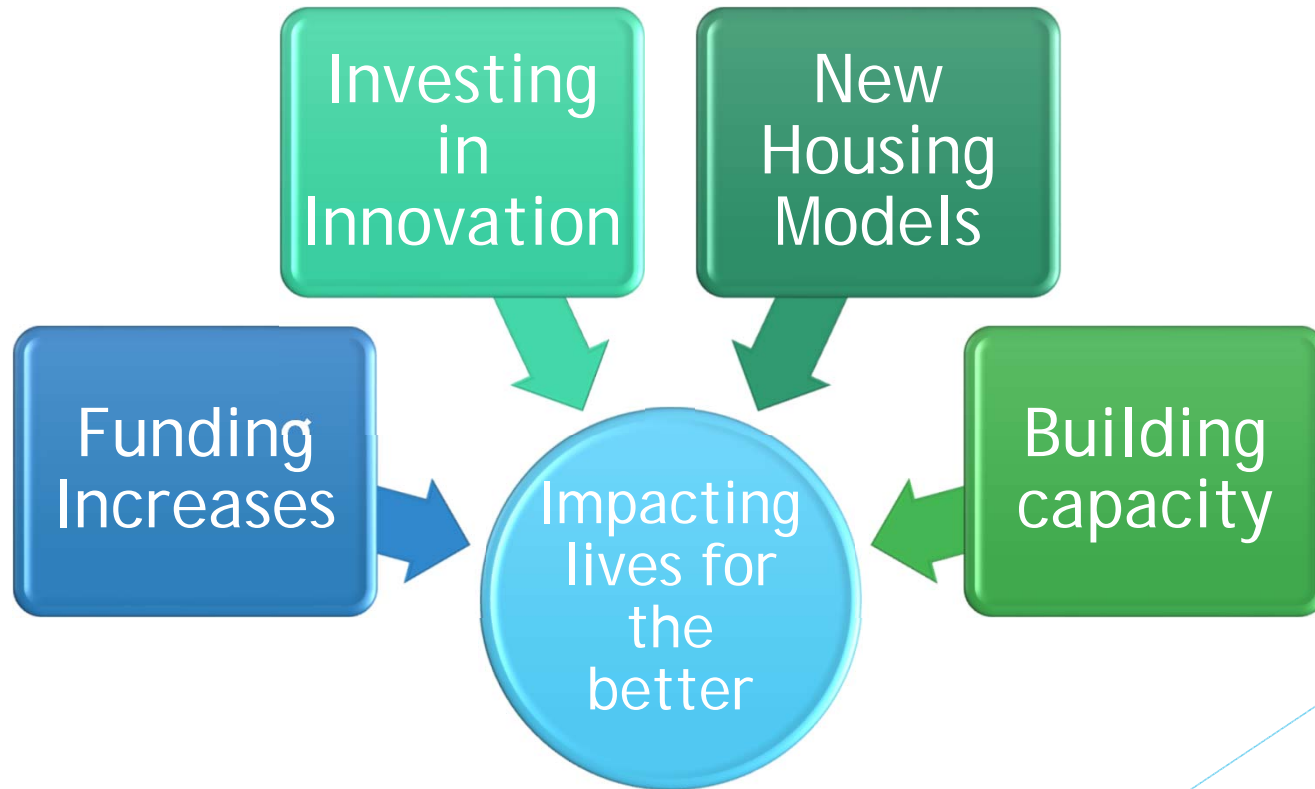 Investing
in
Innovation
New
Housing
Models
Funding
Increases
Building
capacity
Impacting
lives for
the
better